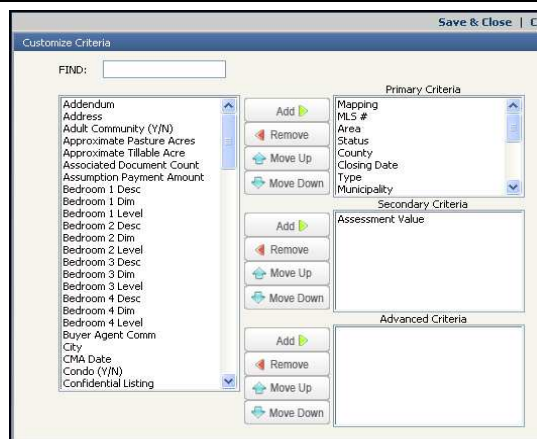 Save & Close | C
Customize Criteria
FIND:
Addendum
Address
Adult Community (Y/N)
Approximate Pasture Acres
Approximate Tillable Acre
Associated Document Count
Assumption Payment Amount
Bedroom 1 Desc
Bedroom 1 Dim
Bedroom 1 Level
Bedroom 2 Desc
Bedroom 2 Dim
Bedroom 2 Level
Bedroom 3 Desc
Bedroom 3 Dim
Bedroom 3 Level
Bedroom 4 Desc
Bedroom 4 Dim
Bedroom 4 Level
Buyer Agent Comm
City
CMA Date
Condo (Y/N)
Confidential Listing
Add
Remove
Move Up
Move Down
Primary Criteria
Mapping
MLS #
Area
Status
County
Closing Date
Type
Municipality
Add
Remove
Move Up
Move Down
Secondary Criteria
Assessment Value
Add
Remove
Move Up
Move Down
Advanced Criteria